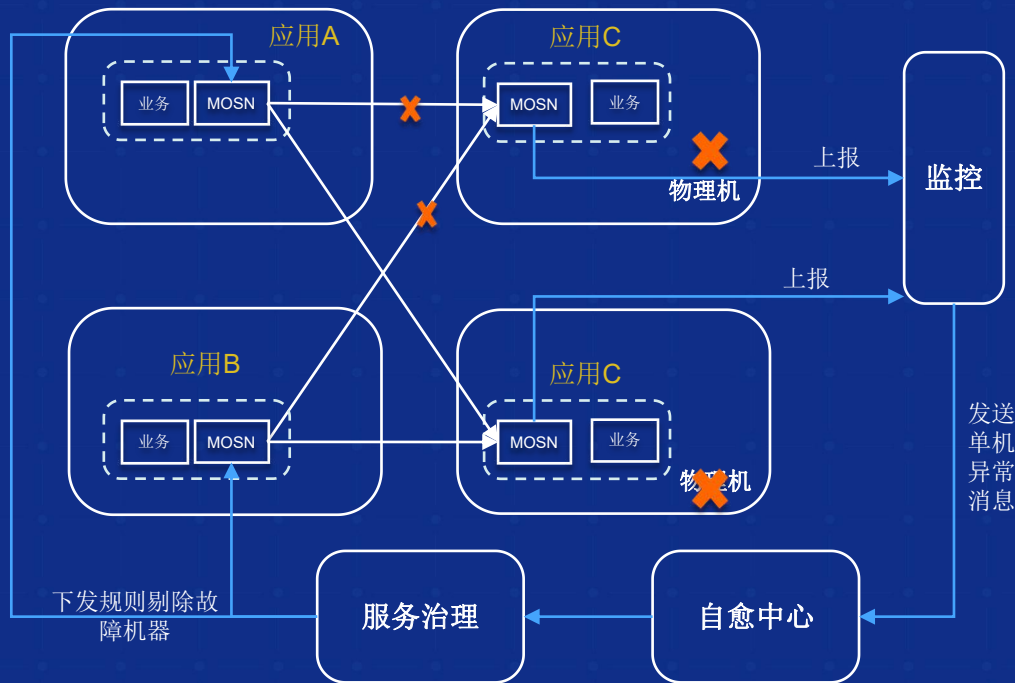 应用A
业务
MOSN
应用C
MOSN
业务
物理机
上报
监控
上报
应用B
业务
MOSN
应用C
MOSN
业务
物理机
发送
单机
异常
消息
下发规则剔除故
障机器
服务治理
自愈中心